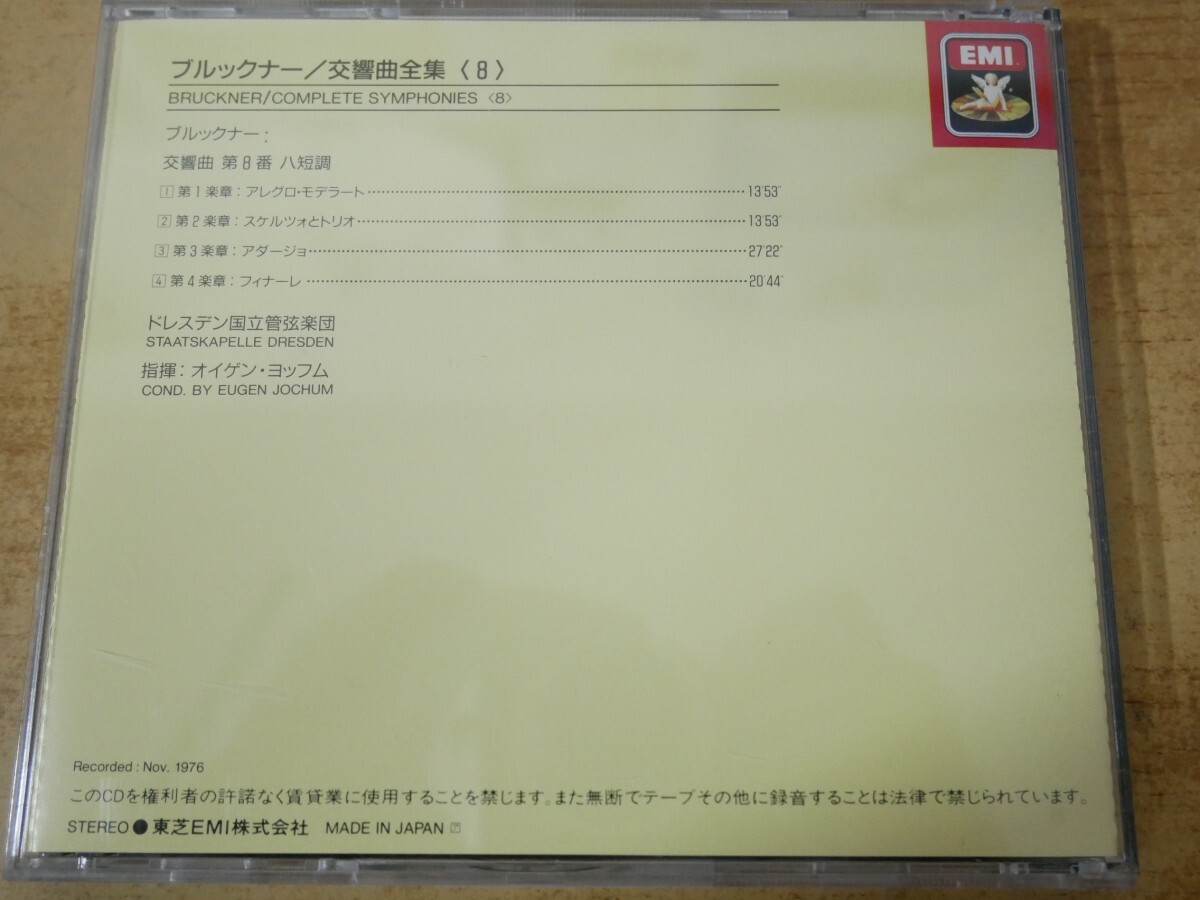 ブルックナー／交響曲全集〈8〉
BRUCKNER/COMPLETE SYMPHONIES〈8〉
EMI
ブルックナー：
交響曲 第8番 ハ短調
1 第1楽章：アレグロ・モデラート 13′53″
2 第2楽章：スケルツォとトリオ 13′53″
3 第3楽章：アダージョ 27′22″
4 第4楽章：フィナーレ 20′44″
ドレスデン国立管弦楽団
STAATSKAPELLE DRESDEN
指揮：オイゲン・ヨッフム
COND. BY EUGEN JOCHUM
Recorded : Nov. 1976
このCDを権利者の許諾なく賃貸業に使用することを禁じます。また無断でテープその他に録音することは法律で禁じられています。
STEREO ● 東芝EMI株式会社 MADE IN JAPAN